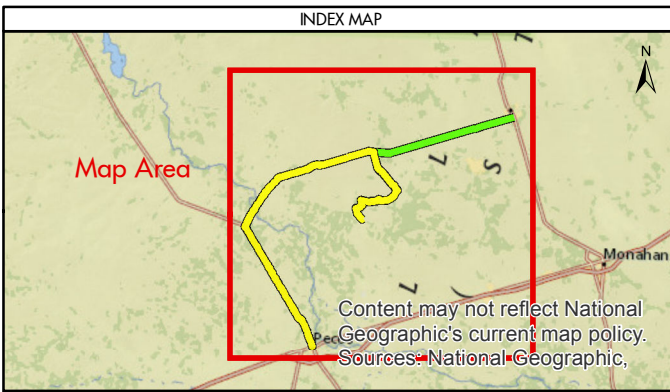 INDEX MAP
N
Map Area
L
L
S
L
Monahan
Content may not reflect National
Geographic's current map policy.
Sources: National Geographic,